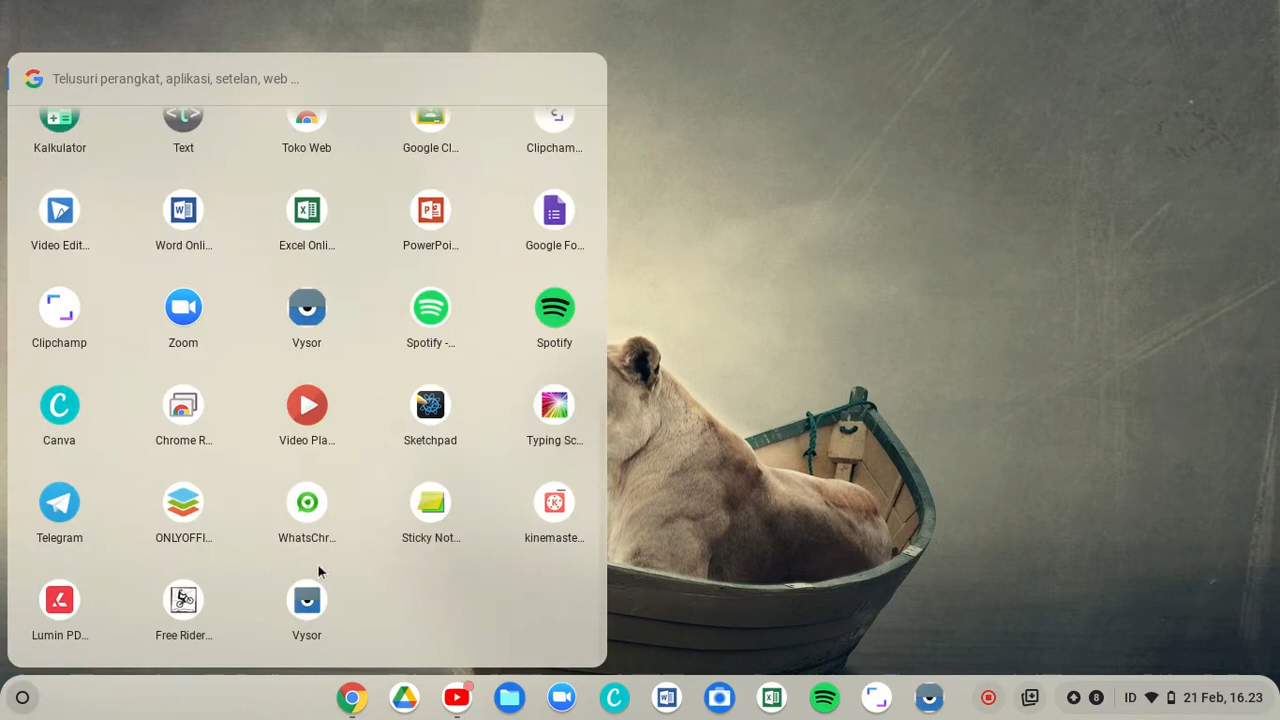 Telusuri perangkat, aplikasi, setelan, web ...
Kalkulator
Text
Toko Web
Google Cl...
Clipcham...
Video Edit...
Word Onli...
Excel Onli...
PowerPoi...
Google Fo...
Clipchamp
Zoom
Vysor
Spotify -...
Spotify
Canva
Chrome R...
Video Pla...
Sketchpad
Typing Sc...
Telegram
ONLYOFFI...
WhatsChr...
Sticky Not...
kinemaste...
Lumin PD...
Free Rider...
Vysor
8 ID 21 Feb, 16.23